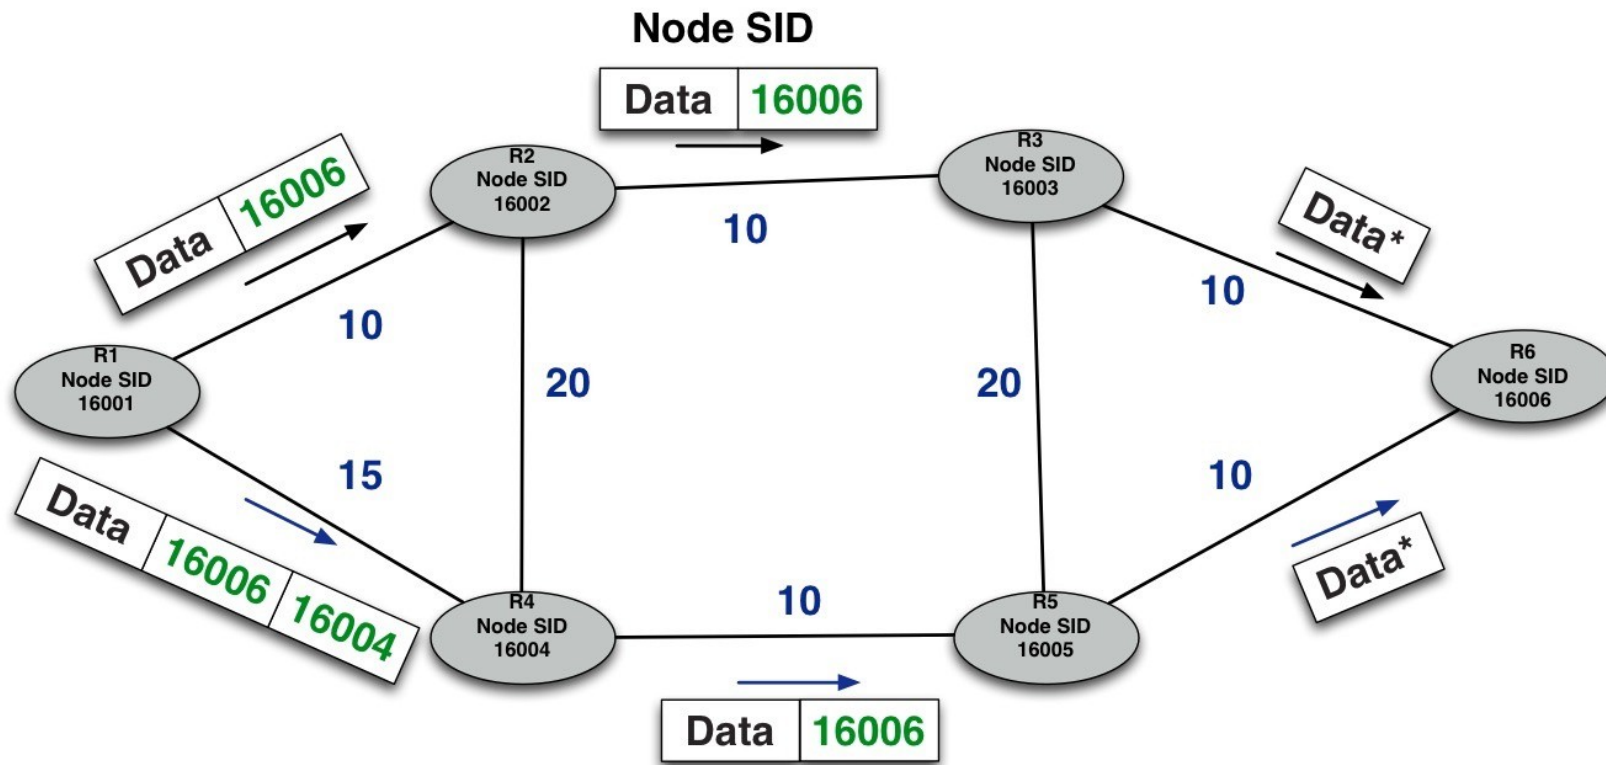 Node SID
Data 16006
Data 16006
R2
Node SID
16002
R3
Node SID
16003
Data*
10
10
10
R1
Node SID
16001
20
20
R6
Node SID
16006
15
10
Data 16006 16004
R4
Node SID
16004
10
R5
Node SID
16005
Data*
Data 16006